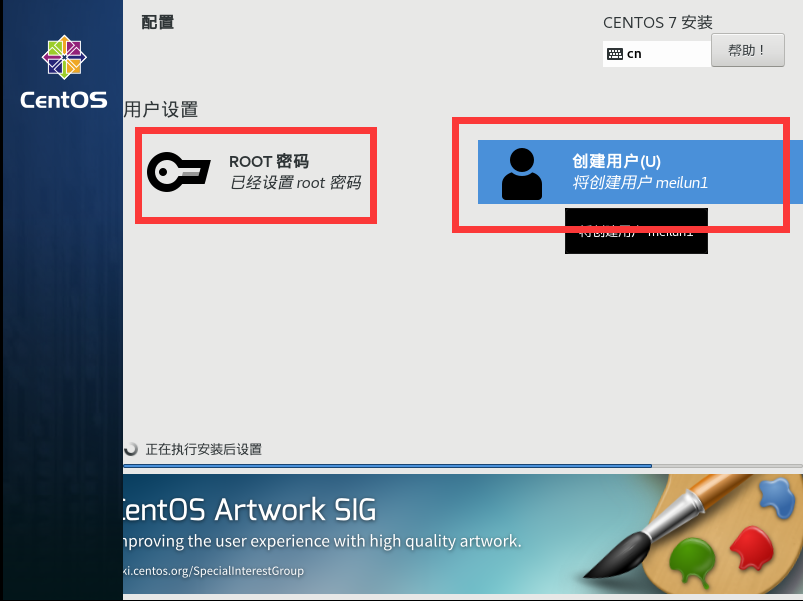 配置
CENTOS 7 安装
cn
帮助！
CentOS
用户设置
ROOT 密码
已经设置 root 密码
创建用户(U)
将创建用户 meilun1
将创建用户 meilun1
正在执行安装后设置
CentOS Artwork SIG
mproving the user experience with high quality artwork.
ki.centos.org/SpecialInterestGroup